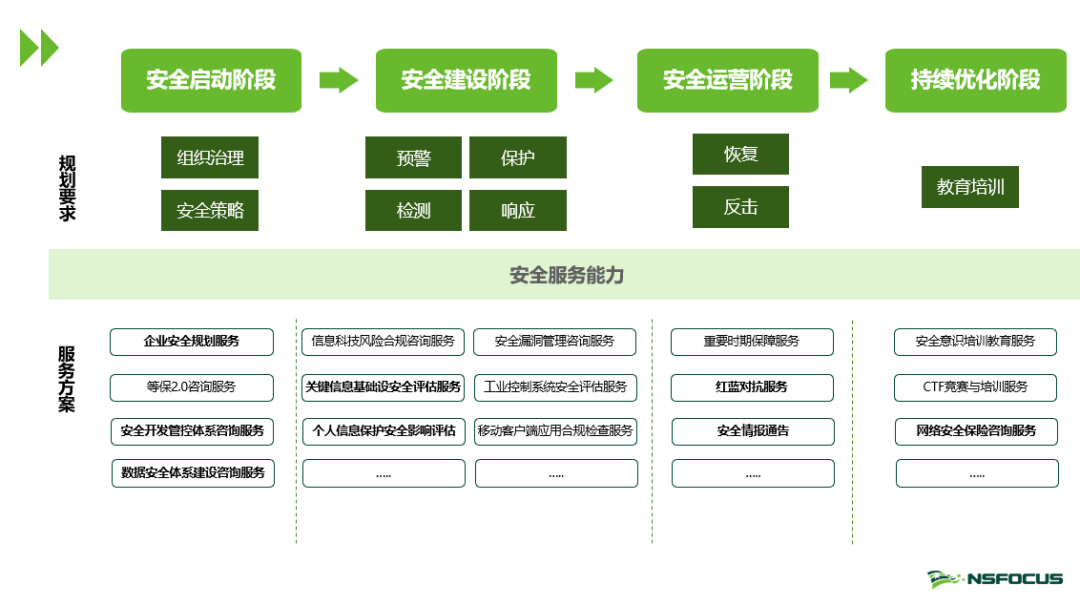 安全启动阶段
安全建设阶段
安全运营阶段
持续优化阶段
规划要求
组织治理
安全策略
预警
保护
检测
响应
恢复
反击
教育培训
安全服务能力
服务方案
企业安全规划服务
等保2.0咨询服务
安全开发管控体系咨询服务
数据安全体系建设咨询服务
信息科技风险合规咨询服务
安全漏洞管理咨询服务
关键信息基础设安全评估服务
工业控制系统安全评估服务
个人信息保护安全影响评估
移动客户端应用合规检查服务
.....
.....
重要时期保障服务
红蓝对抗服务
安全情报通告
.....
安全意识培训教育服务
CTF竞赛与培训服务
网络安全保险咨询服务
.....
NSFOCUS